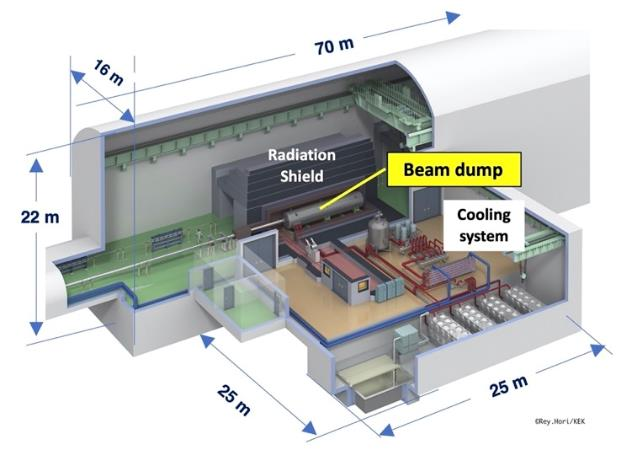 70 m
16 m
Radiation
Shield
Beam dump
22 m
Cooling
system
25 m
25 m
©Rey.Hori/KEK